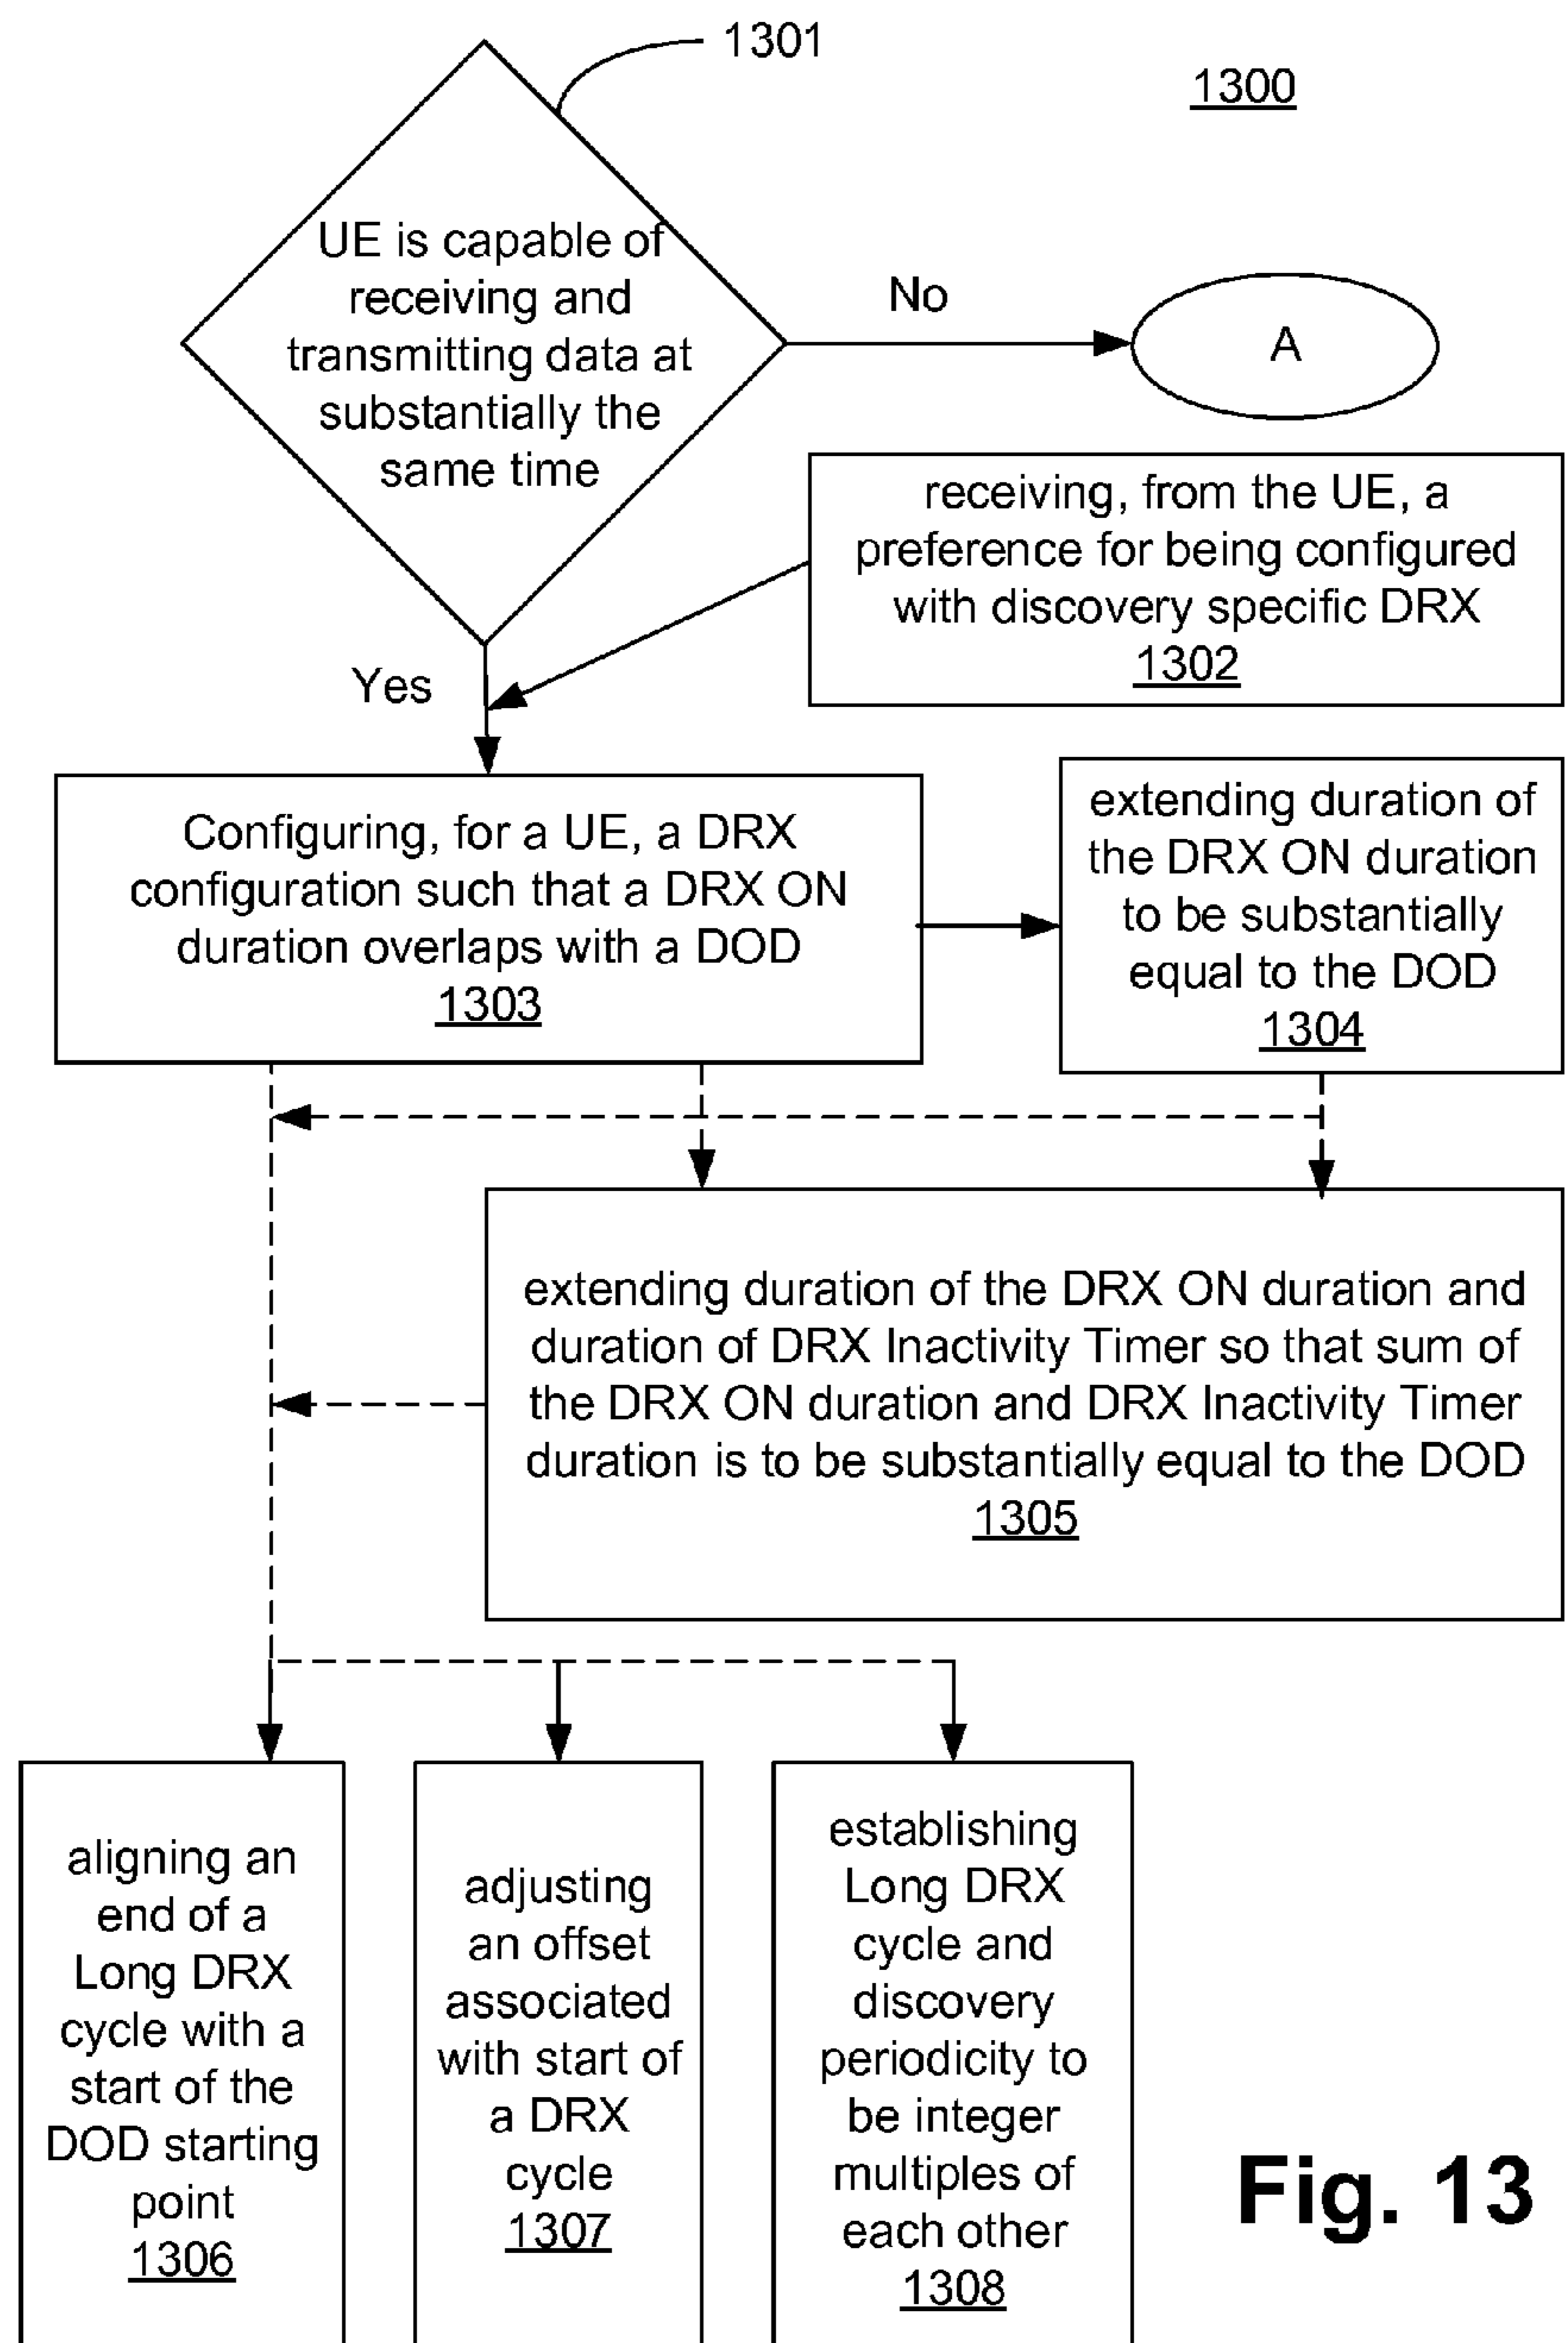 1301
1300
UE is capable of
receiving and
transmitting data at
substantially the
same time
No
A
receiving, from the UE, a
preference for being configured
with discovery specific DRX
1302
Yes
Configuring, for a UE, a DRX
configuration such that a DRX ON
duration overlaps with a DOD
1303
extending duration of
the DRX ON duration
to be substantially
equal to the DOD
1304
extending duration of the DRX ON duration and
duration of DRX Inactivity Timer so that sum of
the DRX ON duration and DRX Inactivity Timer
duration is to be substantially equal to the DOD
1305
aligning an
end of a
Long DRX
cycle with a
start of the
DOD starting
point
1306
adjusting
an offset
associated
with start of
a DRX
cycle
1307
establishing
Long DRX
cycle and
discovery
periodicity to
be integer
multiples of
each other
1308
Fig. 13